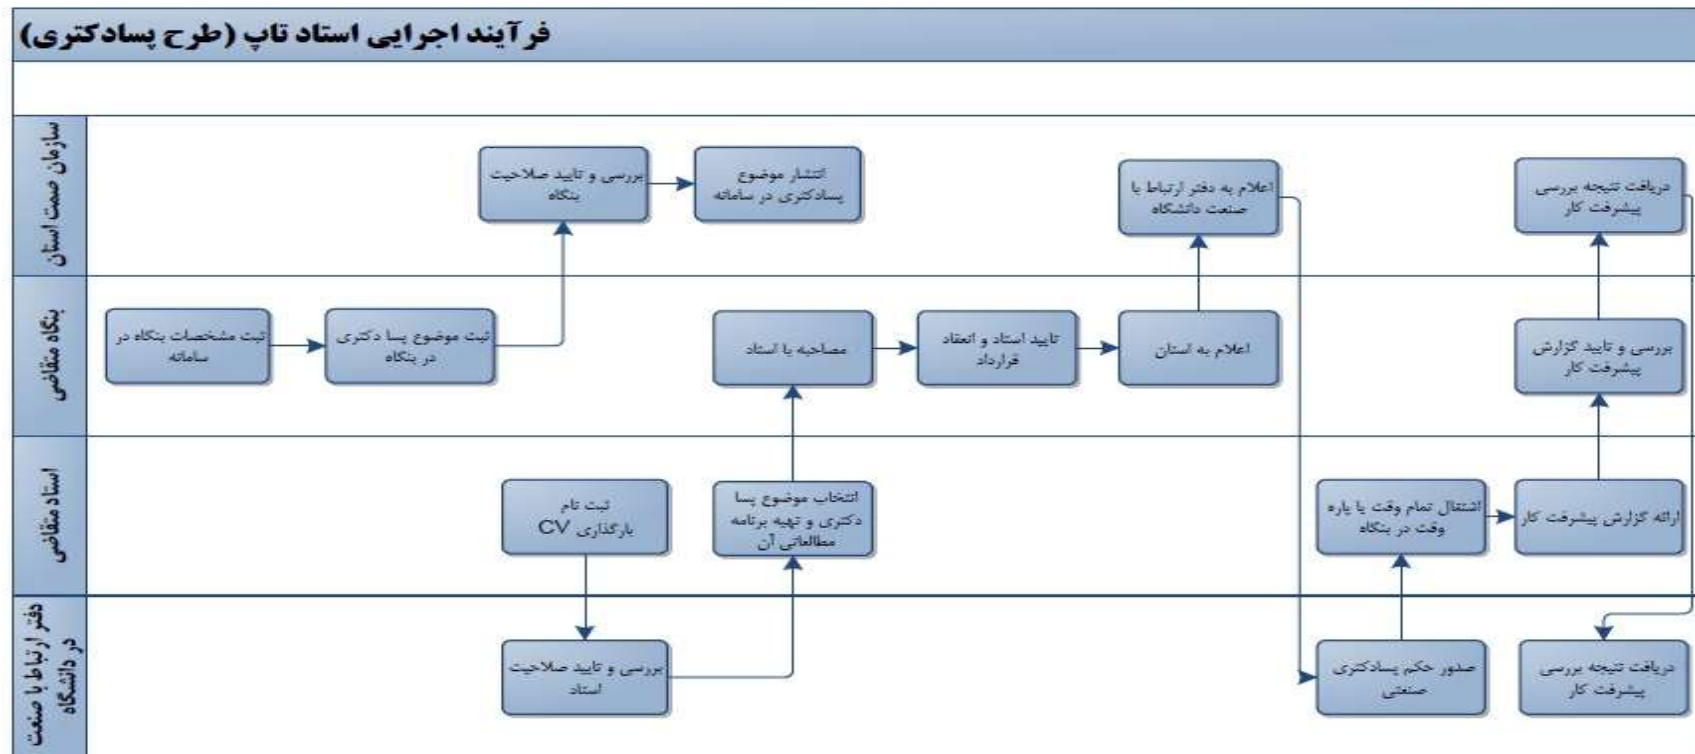 فرآیند اجرایی استاد تاپ (طرح پسادکتری)
سازمان صمت استان
بررسی و تایید صلاحیت
بنگاه
انتشار موضوع
پسادکتری در سامانه
اعلام به دفتر ارتباط با
صنعت دانشگاه
دریافت نتیجه بررسی
پیشرفت کار
بنگاه متقاضی
ثبت مشخصات بنگاه در
سامانه
ثبت موضوع پسا دکتری
در بنگاه
مصاحبه با استاد
تایید استاد و انعقاد
قرارداد
اعلام به استان
بررسی و تایید گزارش
پیشرفت کار
استاد متقاضی
ثبت نام
بارگذاری CV
انتخاب موضوع پسا
دکتری و تهیه برنامه
مطالعاتی آن
اشتغال تمام وقت یا پاره
وقت در بنگاه
ارائه گزارش پیشرفت کار
دفتر ارتباط با صنعت
در دانشگاه
بررسی و تایید صلاحیت
استاد
صدور حکم پسادکتری
صنعتی
دریافت نتیجه بررسی
پیشرفت کار